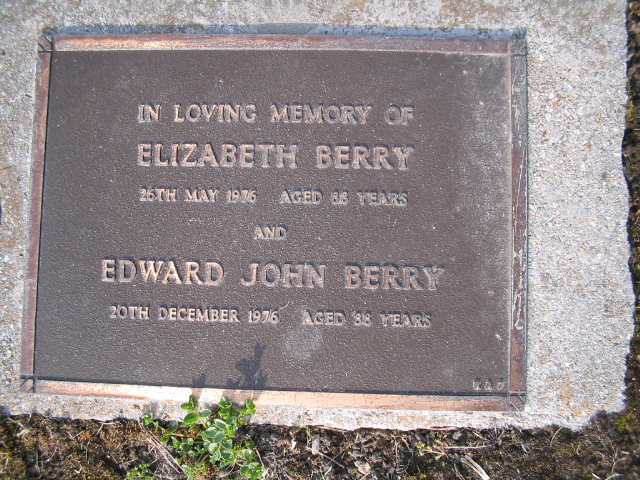 IN LOVING MEMORY OF
ELIZABETH BERRY
26TH MAY 1976 AGED 88 YEARS
AND
EDWARD JOHN BERRY
20TH DECEMBER 1976 AGED 88 YEARS